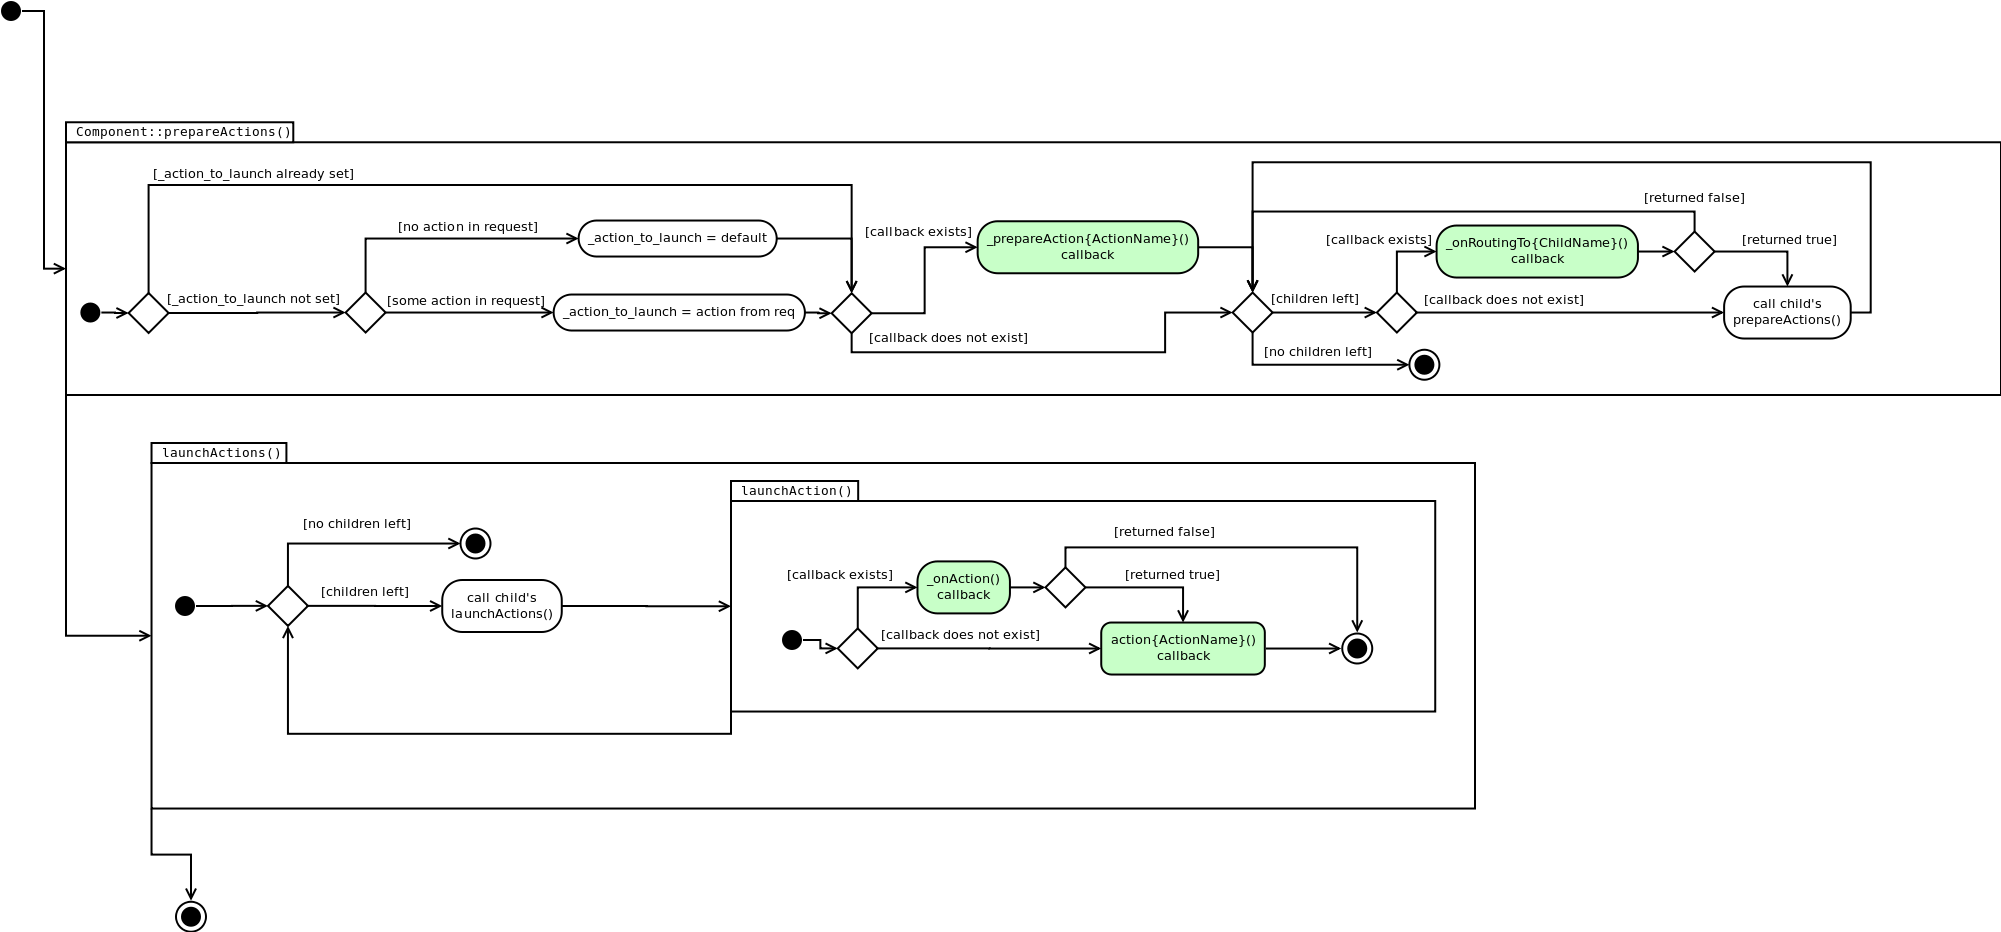 Component::prepareActions()
[_action_to_launch already set]
[no action in request]
_action_to_launch = default
[_action_to_launch not set]
[some action in request]
_action_to_launch = action from req
[callback exists]
_prepareAction{ActionName}()
callback
[callback does not exist]
[returned false]
[callback exists]
_onRoutingTo{ChildName}()
callback
[returned true]
[children left]
[callback does not exist]
call child's
prepareActions()
[no children left]
launchActions()
[no children left]
[children left]
call child's
launchActions()
launchAction()
[returned false]
[callback exists]
_onAction()
callback
[returned true]
[callback does not exist]
action{ActionName}()
callback